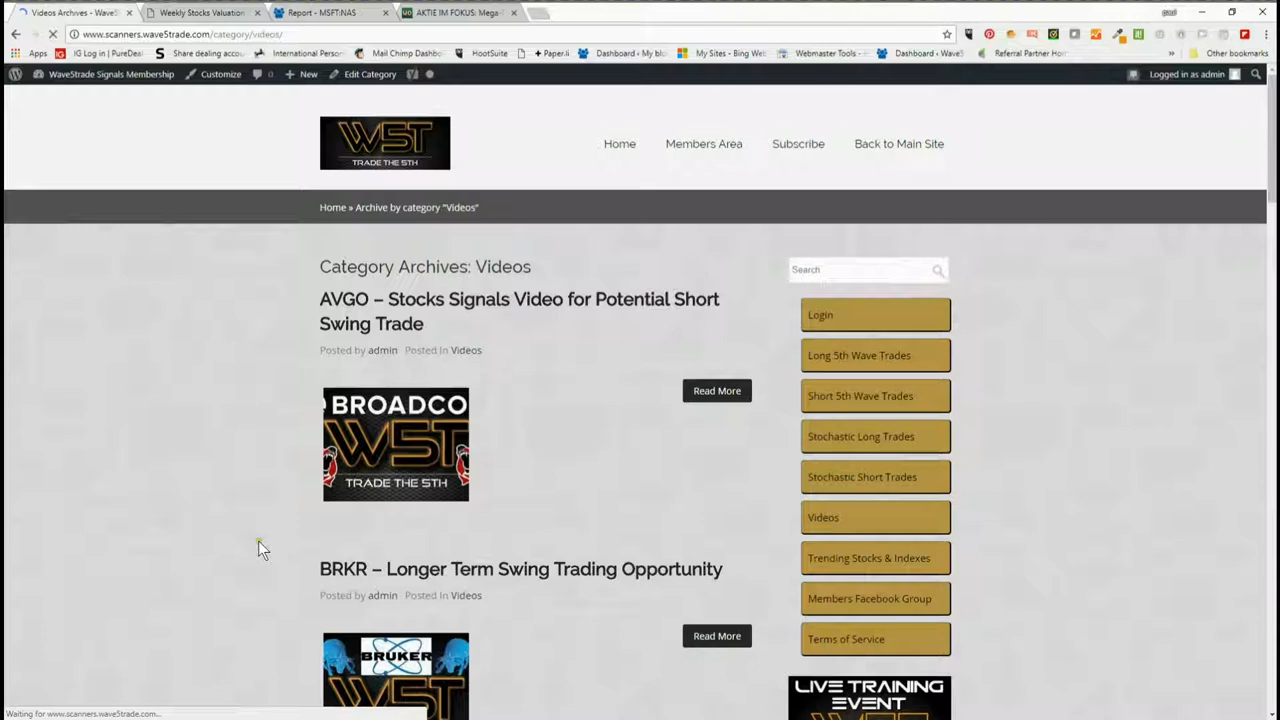 Videos Archives - Wave5
Weekly Stocks Valuation
Report - MSFT:NAS
AKTIE IM FOKUS: Mega-
www.scanners.wave5trade.com/category/videos/
Apps
IG Log in | PureDeal
Share dealing accou
International Person
Mail Chimp Dashbo
HootSuite
+ Paper.li
Dashboard ‹ My blo
My Sites - Bing Web
Webmaster Tools -
Dashboard ‹ Wave5
Referral Partner Ho
Other bookmarks
Wave5trade Signals Membership
Customize
0
New
Edit Category
Logged in as admin
W5T
TRADE THE 5TH
Home
Members Area
Subscribe
Back to Main Site
Home » Archive by category "Videos"
Category Archives: Videos
Search
AVGO – Stocks Signals Video for Potential Short
Swing Trade
Posted by admin Posted In Videos
Read More
BROADCO
W5T
TRADE THE 5TH
BRKR – Longer Term Swing Trading Opportunity
Posted by admin Posted In Videos
Read More
BRUKER
W5T
Login
Long 5th Wave Trades
Short 5th Wave Trades
Stochastic Long Trades
Stochastic Short Trades
Videos
Trending Stocks & Indexes
Members Facebook Group
Terms of Service
LIVE TRAINING
EVENT
Waiting for www.scanners.wave5trade.com...